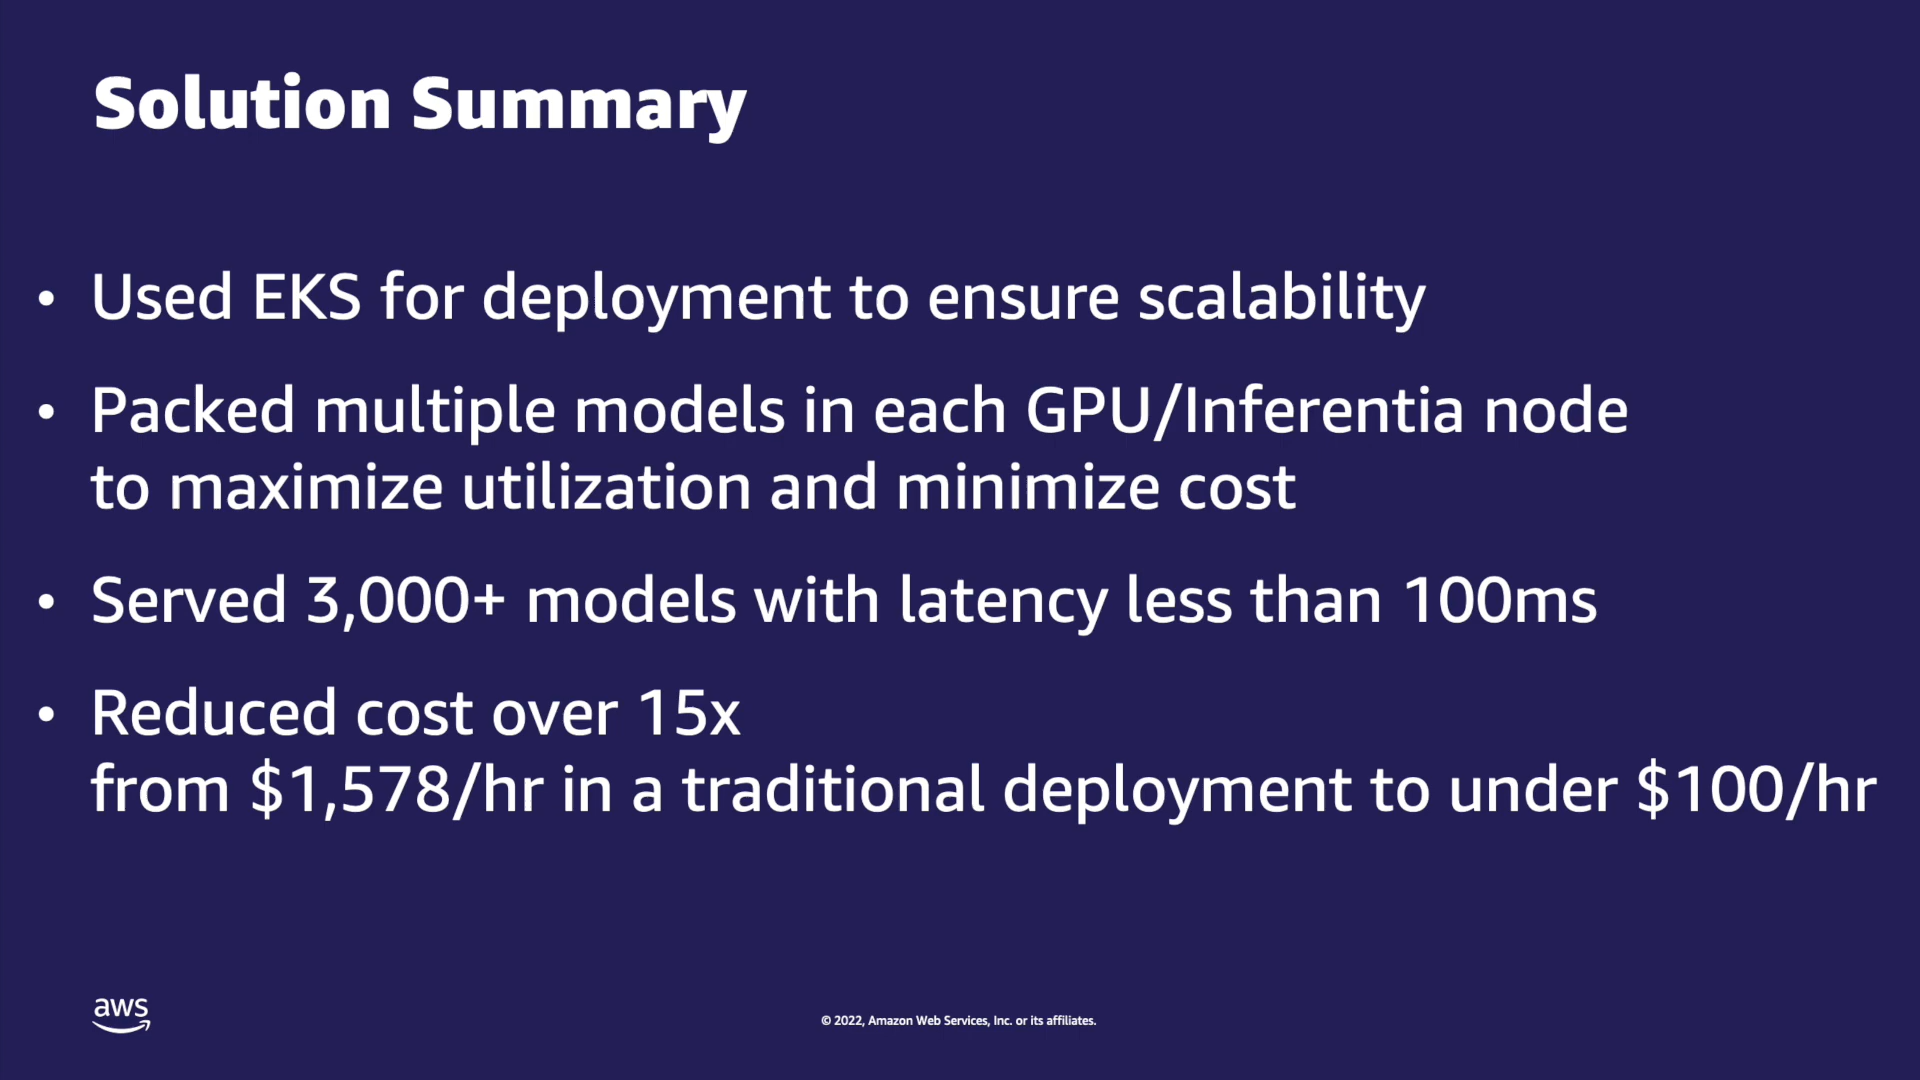 Solution Summary
• Used EKS for deployment to ensure scalability
• Packed multiple models in each GPU/Inferentia node
to maximize utilization and minimize cost
• Served 3,000+ models with latency less than 100ms
• Reduced cost over 15x
from $1,578/hr in a traditional deployment to under $100/hr
aws
© 2022, Amazon Web Services, Inc. or its affiliates.